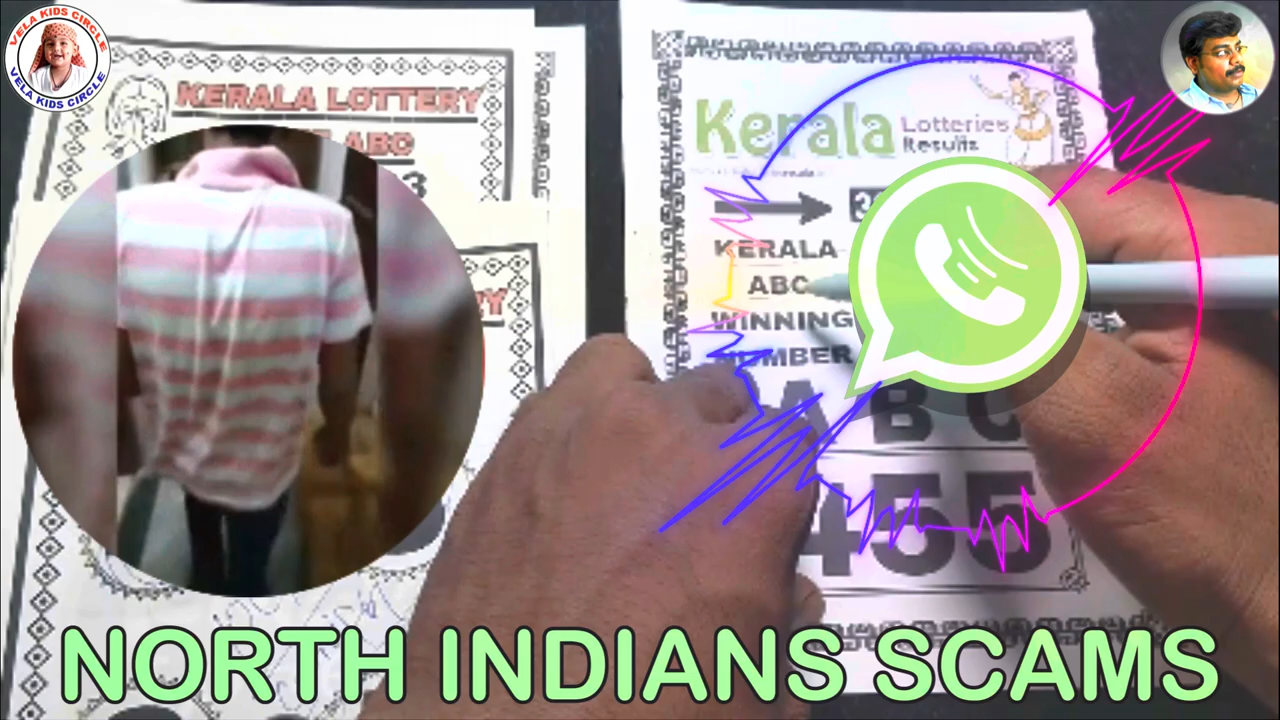 VELA KIDS CIRCLE
VELA KIDS CIRCLE
KERALA LOTTERY
ABC
3
Kerala
Lotteries
Results
KERALA
ABC
WINNING
NUMBER
A B C
455
NORTH INDIANS SCAMS